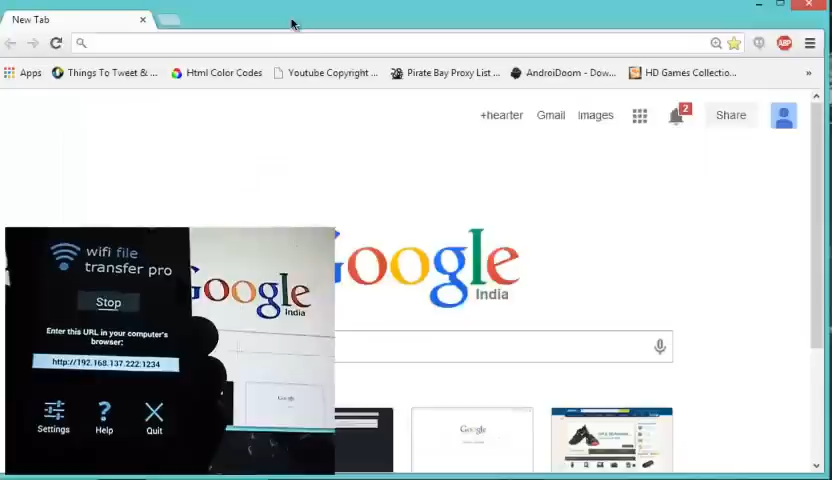 New Tab
Apps
Things To Tweet & ...
Html Color Codes
Youtube Copyright ...
Pirate Bay Proxy List ...
AndroiDoom - Dow...
HD Games Collectio...
»
+hearter
Gmail
Images
2
Share
ABP
Google
India
wifi file
transfer pro
Stop
Enter this URL in your computer's
browser:
http://192.168.137.222:1234
Settings
Help
Quit
Google
India
Google